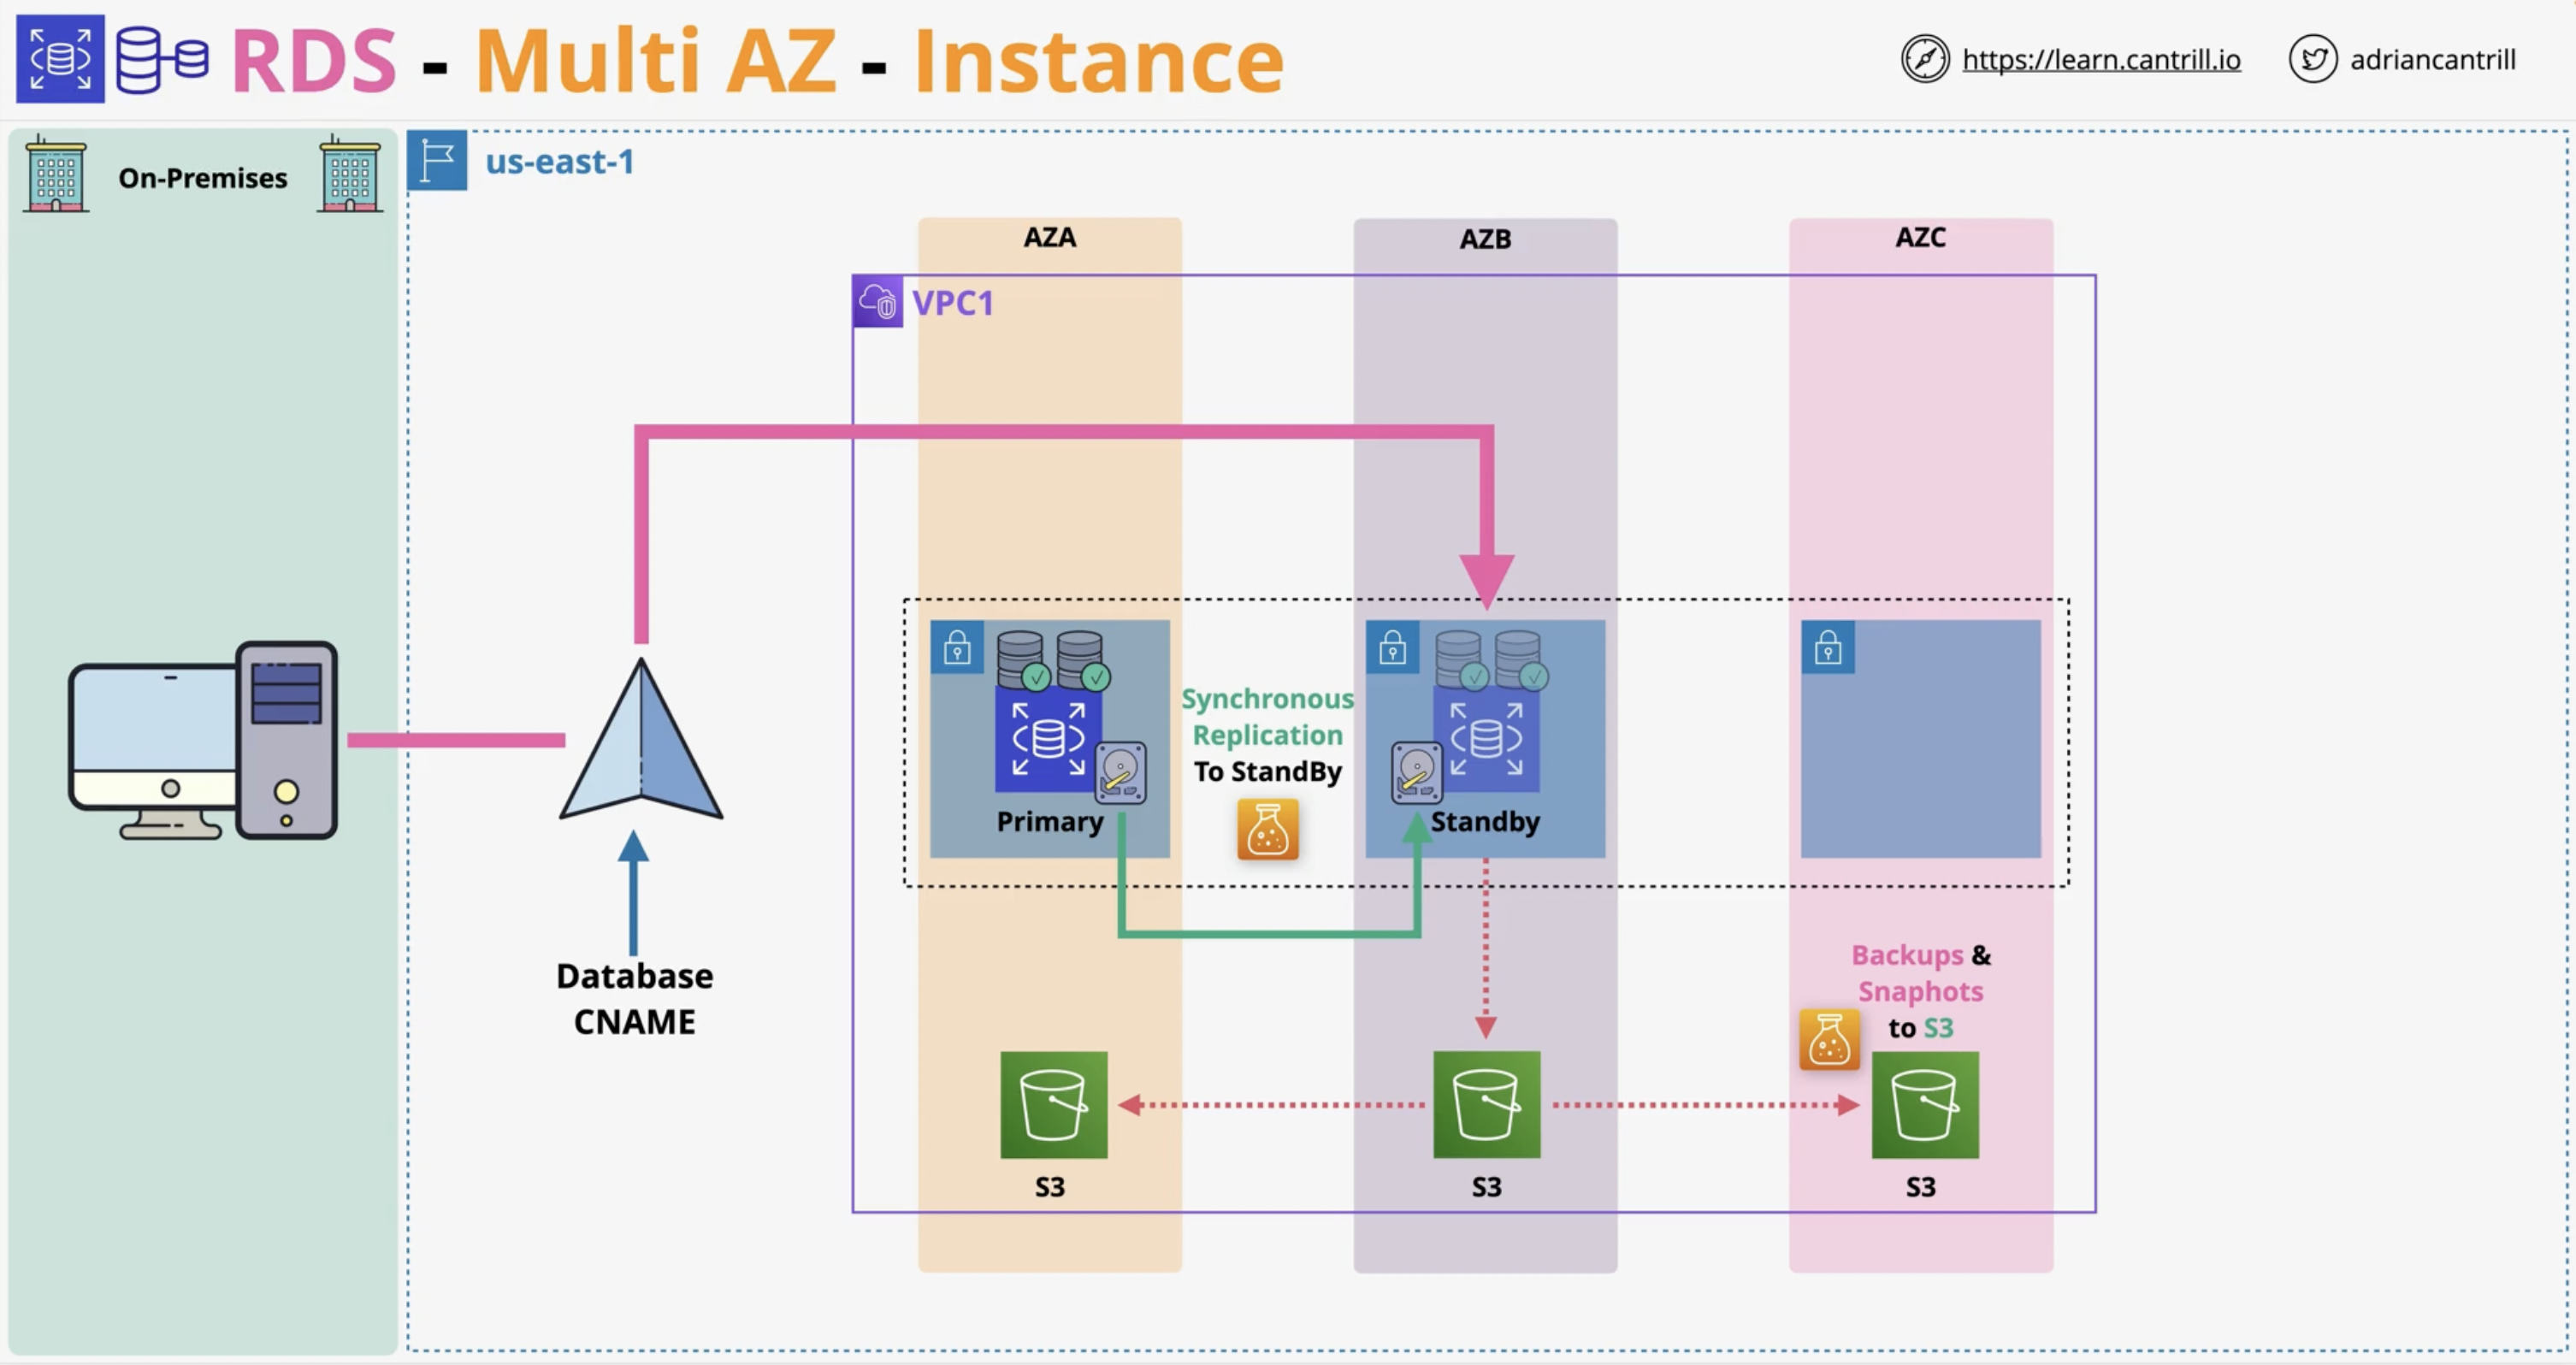 RDS - Multi AZ - Instance
https://learn.cantrill.io
adriancantrill
On-Premises
us-east-1
AZA
AZB
AZC
VPC1
Synchronous
Replication
To StandBy
Primary
Standby
Database
CNAME
Backups &
Snaphots
to S3
S3
S3
S3